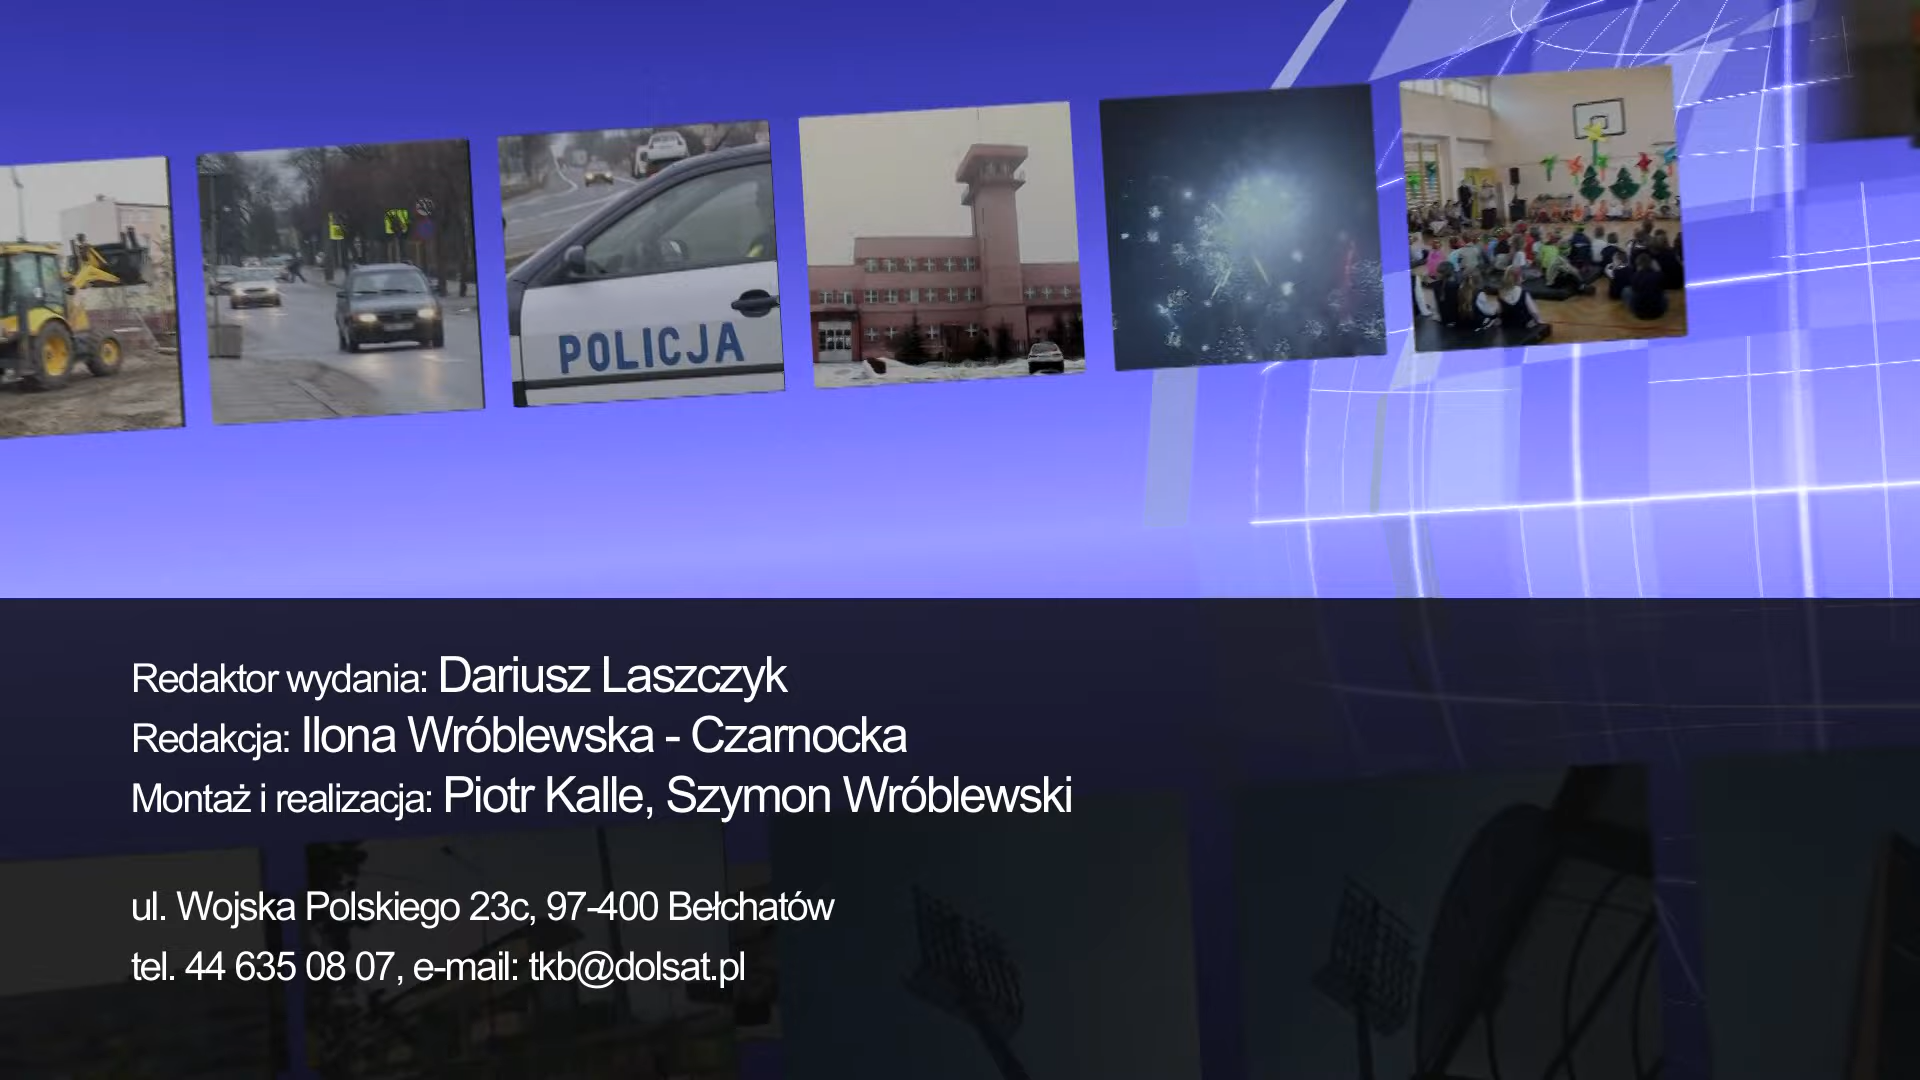 POLICJA
Redaktor wydania: Dariusz Laszczyk
Redakcja: Ilona Wróblewska - Czarnocka
Montaż i realizacja: Piotr Kalle, Szymon Wróblewski
ul. Wojska Polskiego 23c, 97-400 Bełchatów
tel. 44 635 08 07, e-mail: tkb@dolsat.pl